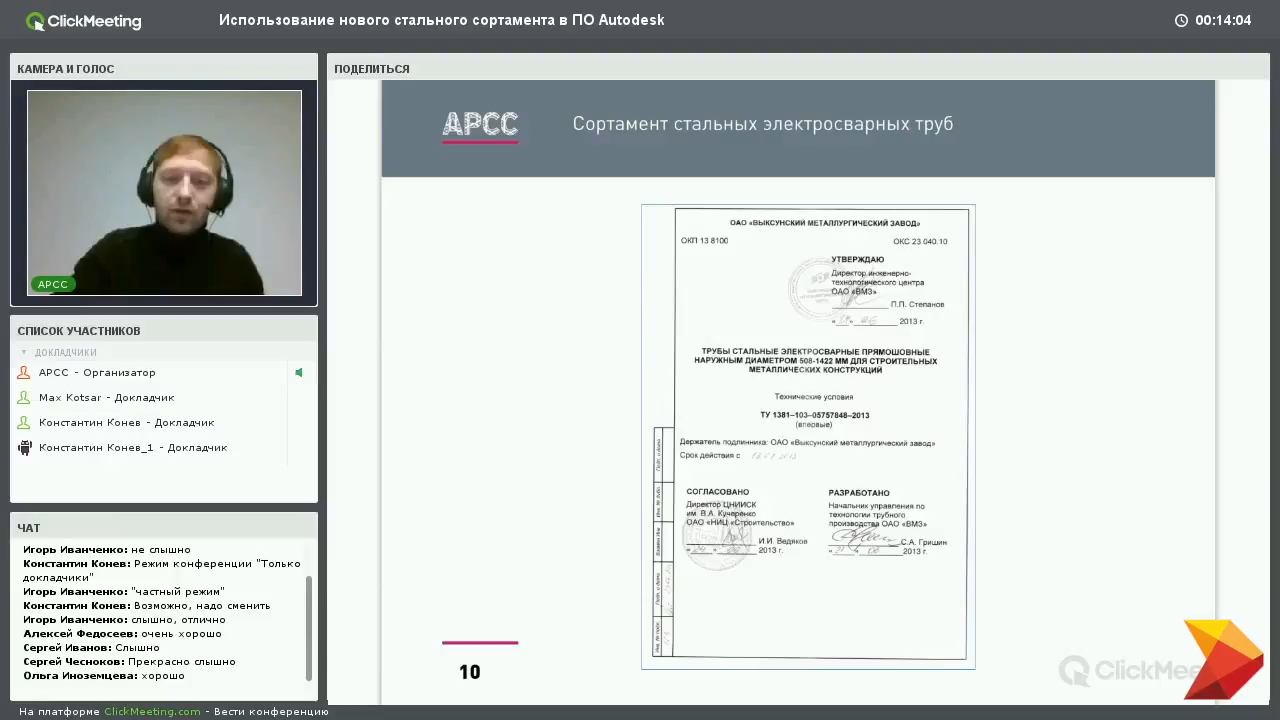 ClickMeeting
Использование нового стального сортамента в ПО Autodesk
00:14:04
КАМЕРА И ГОЛОС
АРСС
СПИСОК УЧАСТНИКОВ
ДОКЛАДЧИКИ
АРСС - Организатор
Max Kotsar - Докладчик
Константин Конев - Докладчик
Константин Конев_1 - Докладчик
ЧАТ
Игорь Иванченко: не слышно
Константин Конев: Режим конференции "Только
докладчики"
Игорь Иванченко: "частный режим"
Константин Конев: Возможно, надо сменить
Игорь Иванченко: слышно, отлично
Алексей Федосеев: очень хорошо
Сергей Иванов: Слышно
Сергей Чесноков: Прекрасно слышно
Ольга Иноземцева: хорошо
На платформе ClickMeeting.com - Вести конференцию
ПОДЕЛИТЬСЯ
АРСС
Сортамент стальных электросварных труб
ОАО «ВЫКСУНСКИЙ МЕТАЛЛУРГИЧЕСКИЙ ЗАВОД»
ОКП 13 8100
ОКС 23.040.10
УТВЕРЖДАЮ
Директор инженерно-
технологического центра
ОАО «ВМЗ»
П.П. Степанов
2013 г.
ТРУБЫ СТАЛЬНЫЕ ЭЛЕКТРОСВАРНЫЕ ПРЯМОШОВНЫЕ
НАРУЖНЫМ ДИАМЕТРОМ 508-1422 ММ ДЛЯ СТРОИТЕЛЬНЫХ
МЕТАЛЛИЧЕСКИХ КОНСТРУКЦИЙ
Технические условия
ТУ 1381–103–05757848–2013
(впервые)
Держатель подлинника: ОАО «Выксунский металлургический завод»
Срок действия с
СОГЛАСОВАНО
Директор ЦНИИСК
им. В.А. Кучеренко
ОАО «НИЦ «Строительство»
И.И. Ведяков
2013 г.
РАЗРАБОТАНО
Начальник управления по
технологии трубного
производства ОАО «ВМЗ»
С.А. Гришин
2013 г.
10
ClickMee